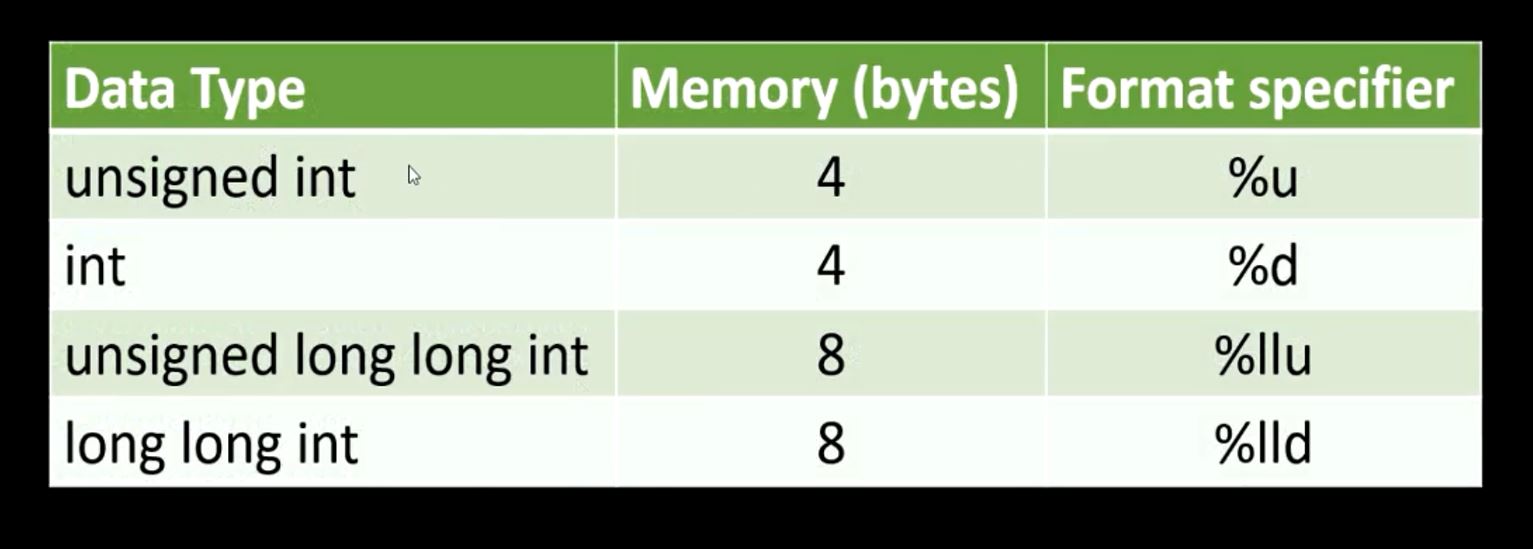 Data Type Memory (bytes) Format specifier
unsigned int 4 %u
int 4 %d
unsigned long long int 8 %llu
long long int 8 %lld